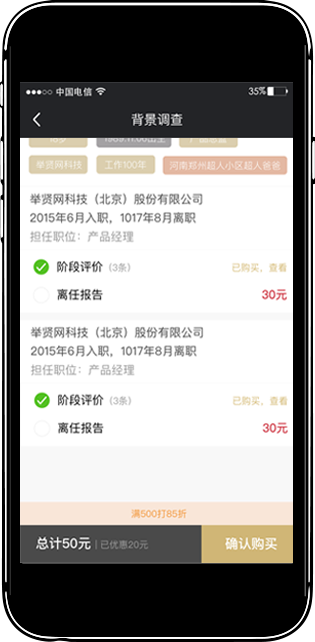 中国电信 35%
背景调查
举贤网科技 工作100年 河南郑州超人小区超人爸爸
举贤网科技（北京）股份有限公司
2015年6月入职，1017年8月离职
担任职位：产品经理
阶段评价 (3条) 已购买，查看
离任报告 30元
举贤网科技（北京）股份有限公司
2015年6月入职，1017年8月离职
担任职位：产品经理
阶段评价 (3条) 已购买，查看
离任报告 30元
满500打85折
总计50元 | 已优惠20元 确认购买